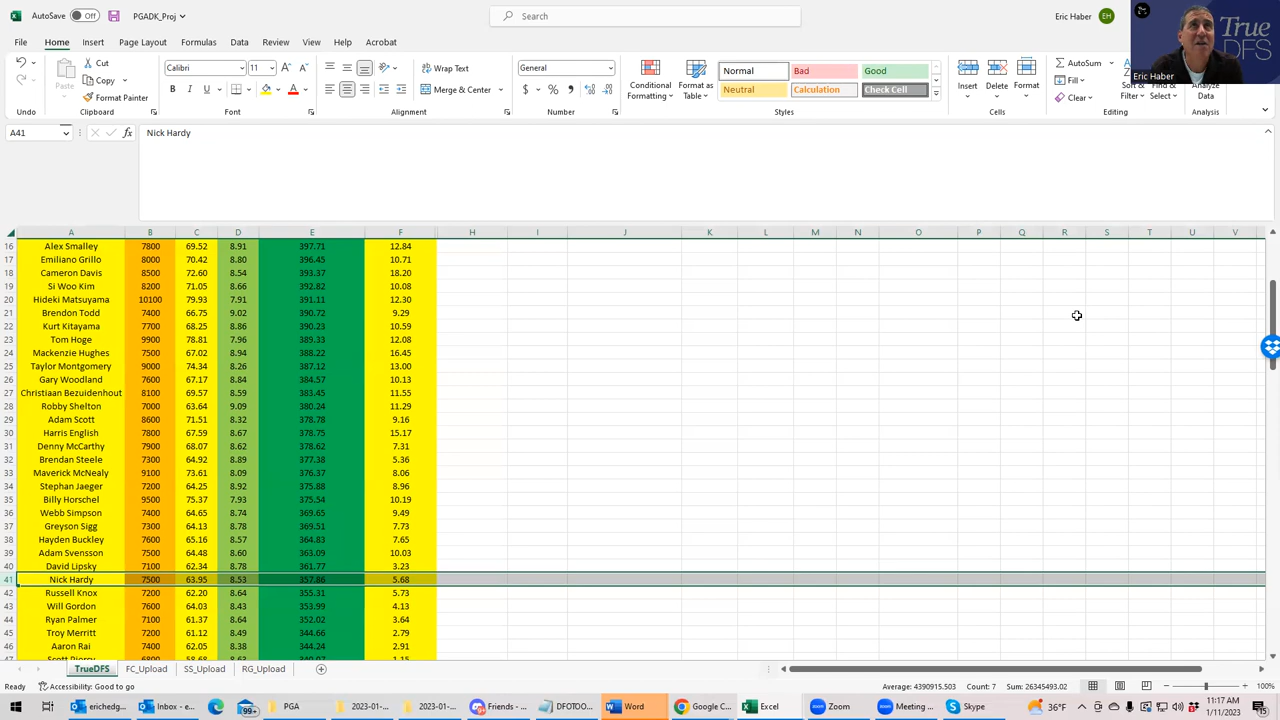 AutoSave Off PGADK_Proj Search Eric Haber EH
File Home Insert Page Layout Formulas Data Review View Help Acrobat
True DFS
Eric Haber
Cut Copy Format Painter Paste
Calibri 11 A A
B I U A
Wrap Text
Merge & Center
General
$ % 9
Conditional Formatting Format as Table
Normal Bad Good
Neutral Calculation Check Cell
Insert Delete Format
AutoSum Fill Clear
Sort & Filter Find & Select Analyze Data
Undo Clipboard Font Alignment Number Styles Cells Editing Analysis
A41 fx Nick Hardy
A B C D E F H I J K L M N O P Q R S T U V
16 Alex Smalley 7800 69.52 8.91 397.71 12.84
17 Emiliano Grillo 8000 70.42 8.80 396.45 10.71
18 Cameron Davis 8500 72.60 8.54 393.37 18.20
19 Si Woo Kim 8200 71.05 8.66 392.82 10.08
20 Hideki Matsuyama 10100 79.93 7.91 391.11 12.30
21 Brendon Todd 7400 66.75 9.02 390.72 9.29
22 Kurt Kitayama 7700 68.25 8.86 390.23 10.59
23 Tom Hoge 9900 78.81 7.96 389.33 12.08
24 Mackenzie Hughes 7500 67.02 8.94 388.22 16.45
25 Taylor Montgomery 9000 74.34 8.26 387.12 13.00
26 Gary Woodland 7600 67.17 8.84 384.57 10.13
27 Christiaan Bezuidenhout 8100 69.57 8.59 383.45 11.55
28 Robby Shelton 7000 63.64 9.09 380.24 11.29
29 Adam Scott 8600 71.51 8.32 378.78 9.16
30 Harris English 7800 67.59 8.67 378.75 15.17
31 Denny McCarthy 7900 68.07 8.62 378.62 7.31
32 Brendan Steele 7300 64.92 8.89 377.38 5.36
33 Maverick McNealy 9100 73.61 8.09 376.37 8.06
34 Stephan Jaeger 7200 64.25 8.92 375.88 8.96
35 Billy Horschel 9500 75.37 7.93 375.54 10.19
36 Webb Simpson 7400 64.65 8.74 369.65 9.49
37 Greyson Sigg 7300 64.13 8.78 369.51 7.73
38 Hayden Buckley 7600 65.16 8.57 364.83 7.65
39 Adam Svensson 7500 64.48 8.60 363.09 10.03
40 David Lipsky 7100 62.34 8.78 361.77 3.23
41 Nick Hardy 7500 63.95 8.53 357.86 5.68
42 Russell Knox 7200 62.20 8.64 355.31 5.73
43 Will Gordon 7600 64.03 8.43 353.99 4.13
44 Ryan Palmer 7100 61.37 8.64 352.02 3.64
45 Troy Merritt 7200 61.12 8.49 344.66 2.79
46 Aaron Rai 7400 62.05 8.38 344.24 2.91
47 Scott Piercy 6800 58.68 8.63 340.07 1.15
TrueDFS FC_Upload SS_Upload RG_Upload
Ready Accessibility: Good to go Average: 4390915.503 Count: 7 Sum: 26345493.02 100%
erichedg... Inbox - e... 99+ PGA 2023-01-... 2023-01-... Friends - ... DFOTOO... Word Google C... Excel Zoom Meeting ... Skype 36°F 11:17 AM 1/11/2023 15